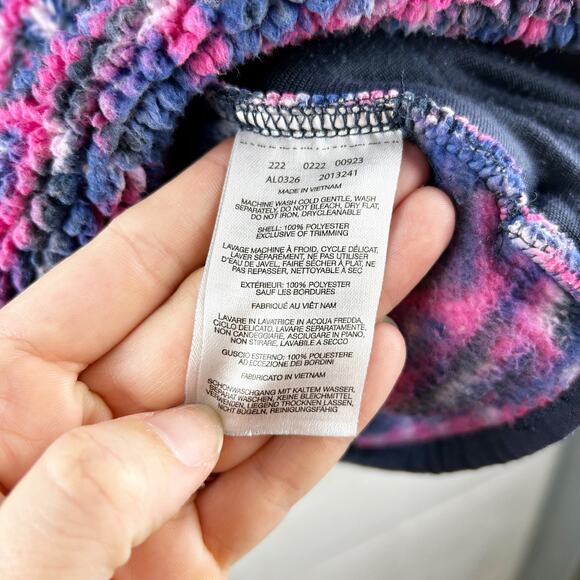 222 0222 00923
AL0326 2013241
MADE IN VIETNAM
MACHINE WASH COLD GENTLE, WASH
SEPARATELY, DO NOT BLEACH, DRY FLAT,
DO NOT IRON, DRYCLEANABLE
SHELL: 100% POLYESTER
EXCLUSIVE OF TRIMMING
LAVAGE MACHINE À FROID, CYCLE DÉLICAT,
LAVER SÉPARÉMENT, NE PAS UTILISER
D'EAU DE JAVEL, FAIRE SÉCHER À PLAT, NE
PAS REPASSER, NETTOYABLE À SEC
EXTÉRIEUR: 100% POLYESTER
SAUF LES BORDURES
FABRIQUÉ AU VIÊT NAM
LAVARE IN LAVATRICE IN ACQUA FREDDA,
CICLO DELICATO, LAVARE SEPARATAMENTE,
NON CANDEGGIARE, ASCIUGARE IN PIANO,
NON STIRARE, LAVABILE A SECCO
GUSCIO ESTERNO: 100% POLIESTERE
AD ECCEZIONE DEI BORDINI
FABBRICATO IN VIETNAM
SCHONWASCHGANG MIT KALTEM WASSER,
SEPARAT WASCHEN, KEINE BLEICHMITTEL
VERWENDEN, LIEGEND TROCKNEN LASSEN,
NICHT BÜGELN, REINIGUNGSFÄHIG